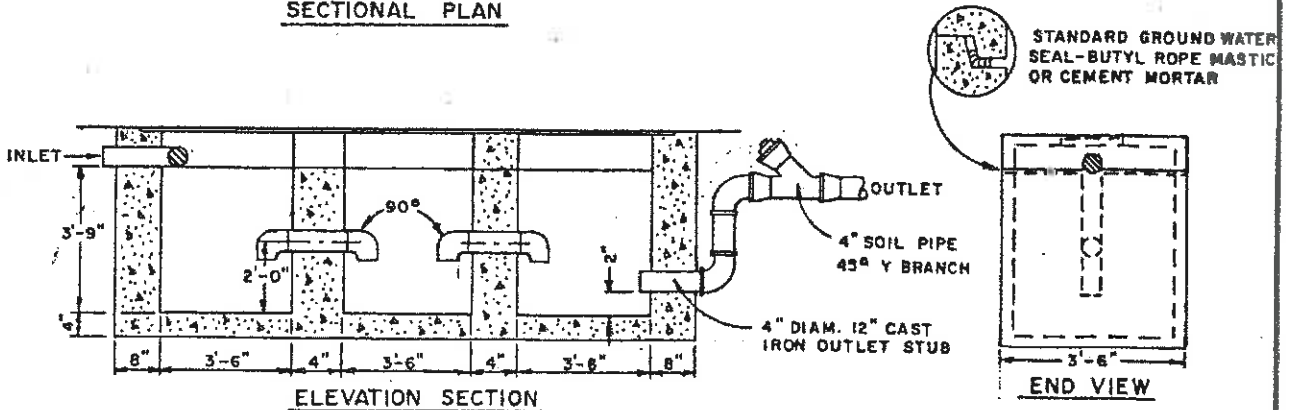 SECTIONAL PLAN
STANDARD GROUND WATER
SEAL-BUTYL ROPE MASTIC
OR CEMENT MORTAR
INLET
90°
OUTLET
3'-9"
2'-0"
2"
4" SOIL PIPE
45° Y BRANCH
4"
4" DIAM. 12" CAST
IRON OUTLET STUB
8"
3'-6"
4"
3'-6"
4"
3'-6"
8"
3'-6"
ELEVATION SECTION
END VIEW